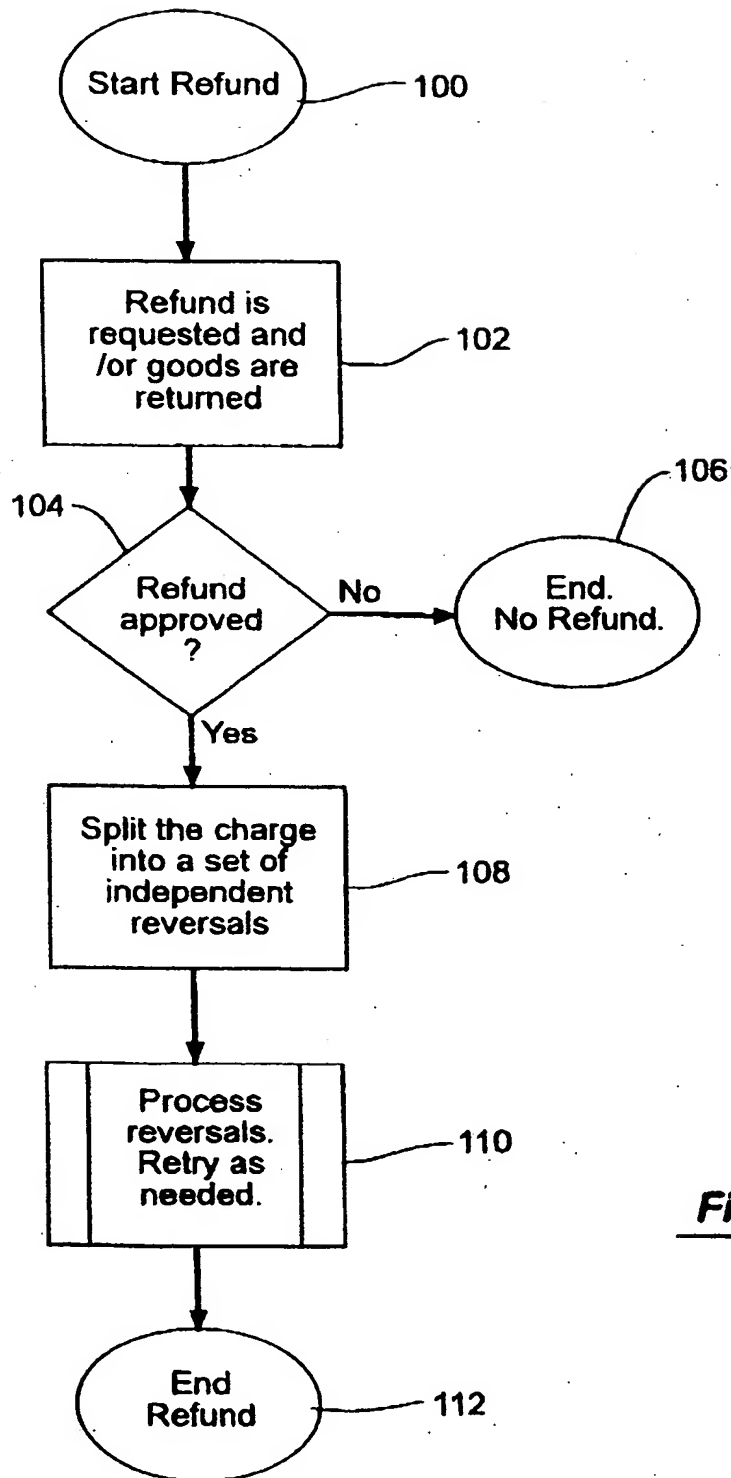 Start Refund
100
Refund is
requested and
/or goods are
returned
102
104
Refund
approved
?
No
106
End.
No Refund.
Yes
Split the charge
into a set of
independent
reversals
108
Process
reversals.
Retry as
needed.
110
End
Refund
112